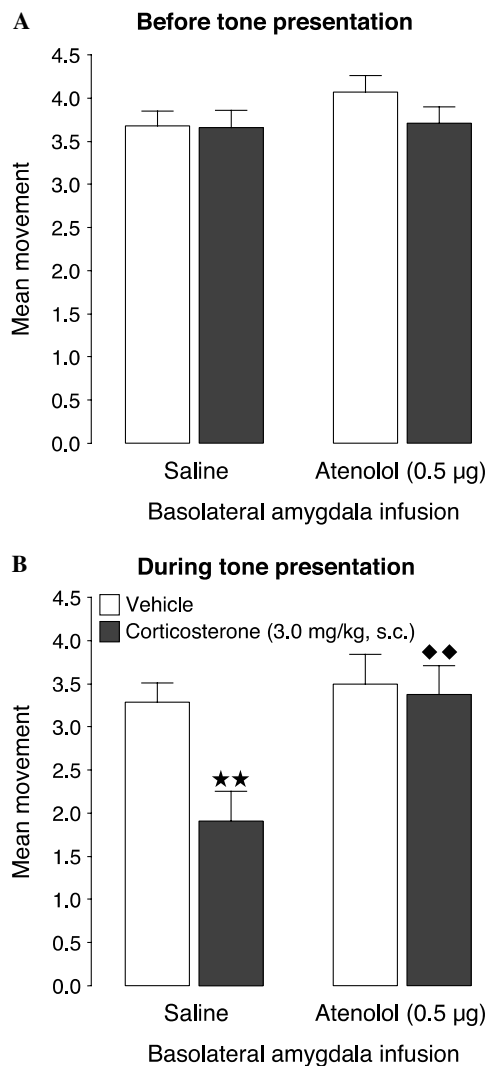 A Before tone presentation
4.5
4.0
3.5
3.0
2.5
2.0
1.5
1.0
0.5
0.0
Mean movement
Saline Atenolol (0.5 µg)
Basolateral amygdala infusion
B During tone presentation
4.5
4.0
3.5
3.0
2.5
2.0
1.5
1.0
0.5
0.0
Mean movement
Vehicle
Corticosterone (3.0 mg/kg, s.c.)
★★
◆◆
Saline Atenolol (0.5 µg)
Basolateral amygdala infusion